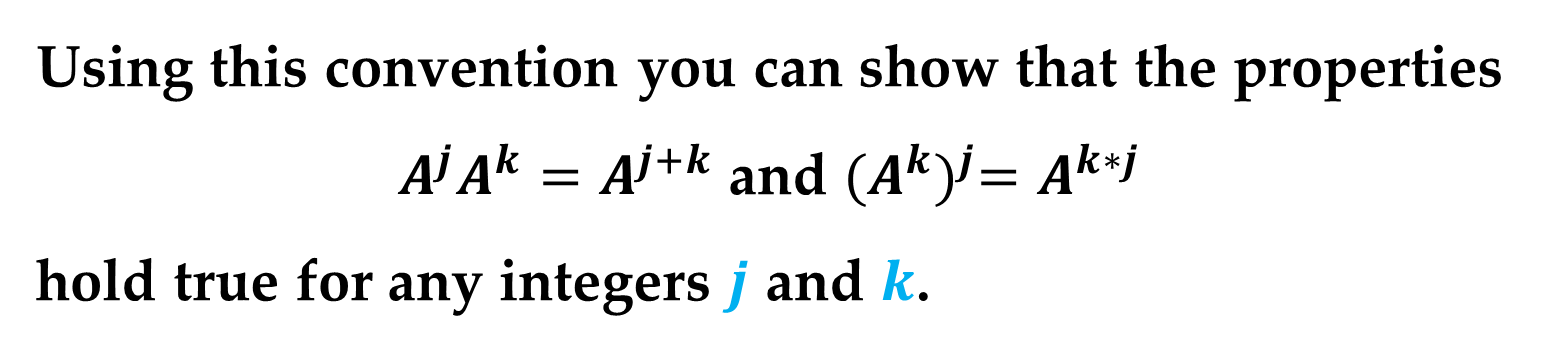 Using this convention you can show that the properties
$A^j A^k = A^{j+k}$ and $(A^k)^j = A^{k*j}$
hold true for any integers j and k.